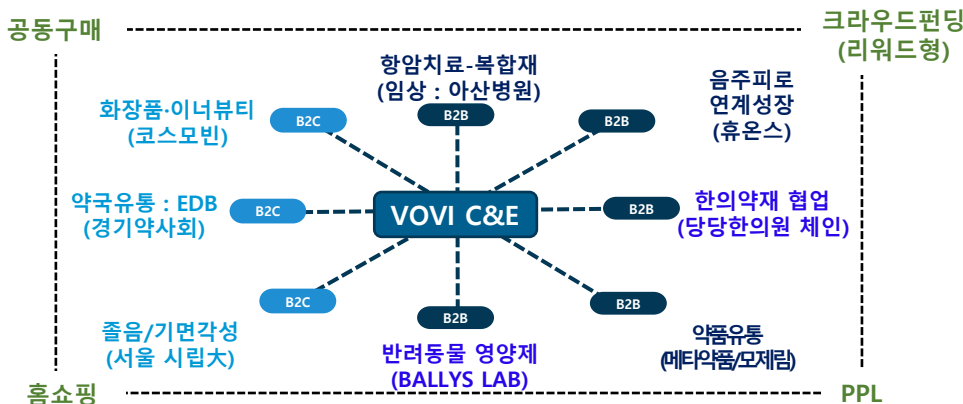 공동구매
크라우드펀딩
(리워드형)
항암치료-복합재
(임상 : 아산병원)
음주피로
연계성장
(휴온스)
화장품·이너뷰티
(코스모빈)
B2C
B2B
B2B
약국유통 : EDB
(경기약사회)
B2C
VOVI C&E
B2B
한의약재 협업
(당당한의원 체인)
B2C
B2B
B2B
졸음/기면각성
(서울 시립大)
반려동물 영양제
(BALLYS LAB)
약품유통
(메타약품/모제림)
홈쇼핑
PPL